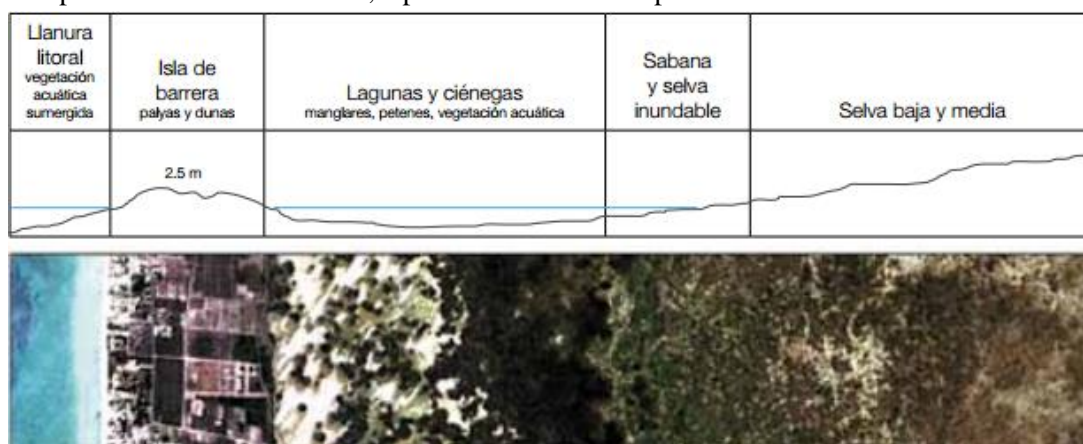 Llanura
litoral
vegetación
acuática
sumergida
Isla de
barrera
palyas y dunas
Lagunas y ciénegas
manglares, petenes, vegetación acuática
Sabana
y selva
inundable
Selva baja y media
2.5 m